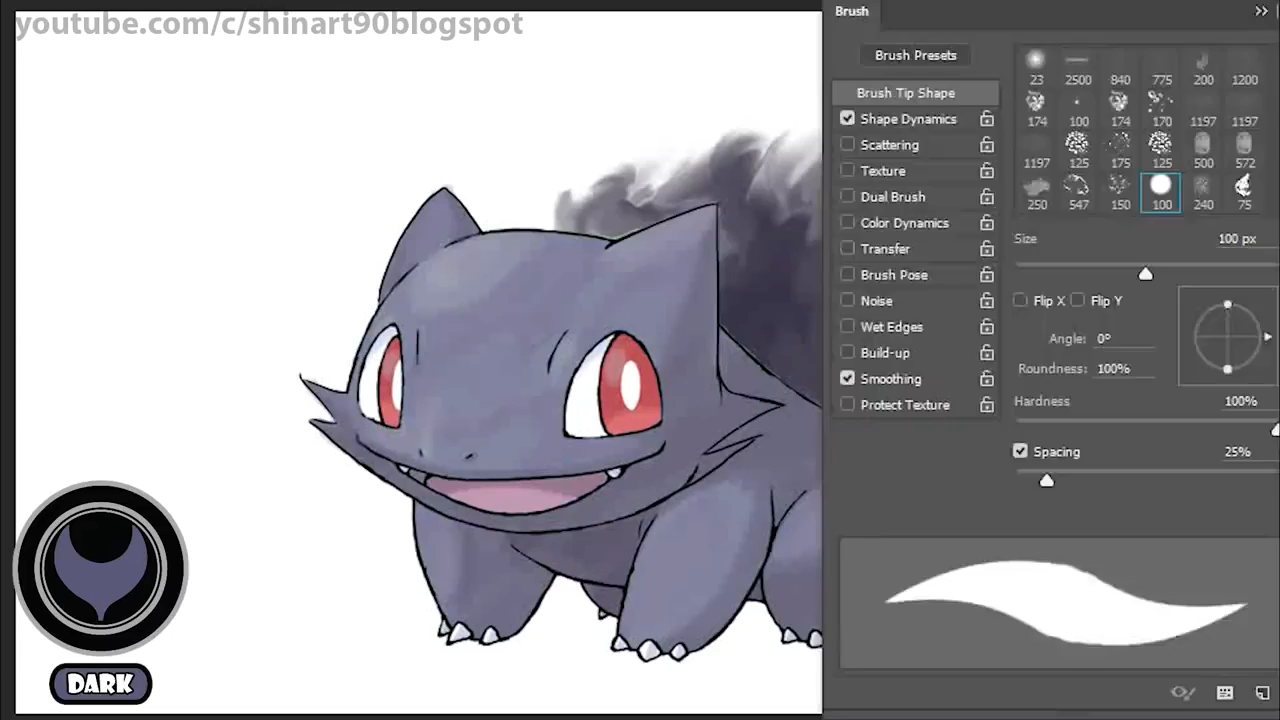 youtube.com/c/shinart90blogspot
DARK
Brush
Brush Presets
Brush Tip Shape
Shape Dynamics
Scattering
Texture
Dual Brush
Color Dynamics
Transfer
Brush Pose
Noise
Wet Edges
Build-up
Smoothing
Protect Texture
23 2500 840 775 200 1200
174 100 174 170 1197 1197
1197 125 175 125 500 572
250 547 150 100 240 75
Size 100 px
Flip X Flip Y
Angle: 0º
Roundness: 100%
Hardness 100%
Spacing 25%